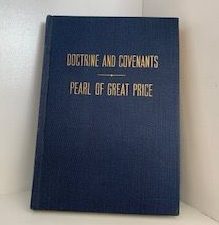 DOCTRINE AND COVENANTS
PEARL OF GREAT PRICE